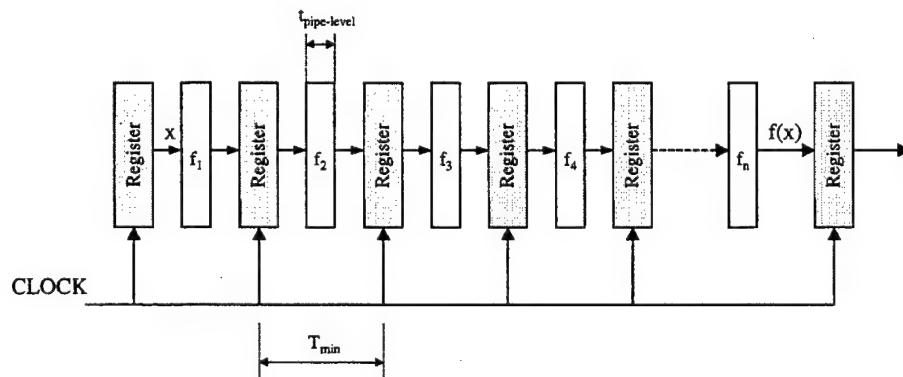 t_pipe-level
Register
x
f_1
Register
f_2
Register
f_3
Register
f_4
Register
f_n
f(x)
Register
CLOCK
T_min